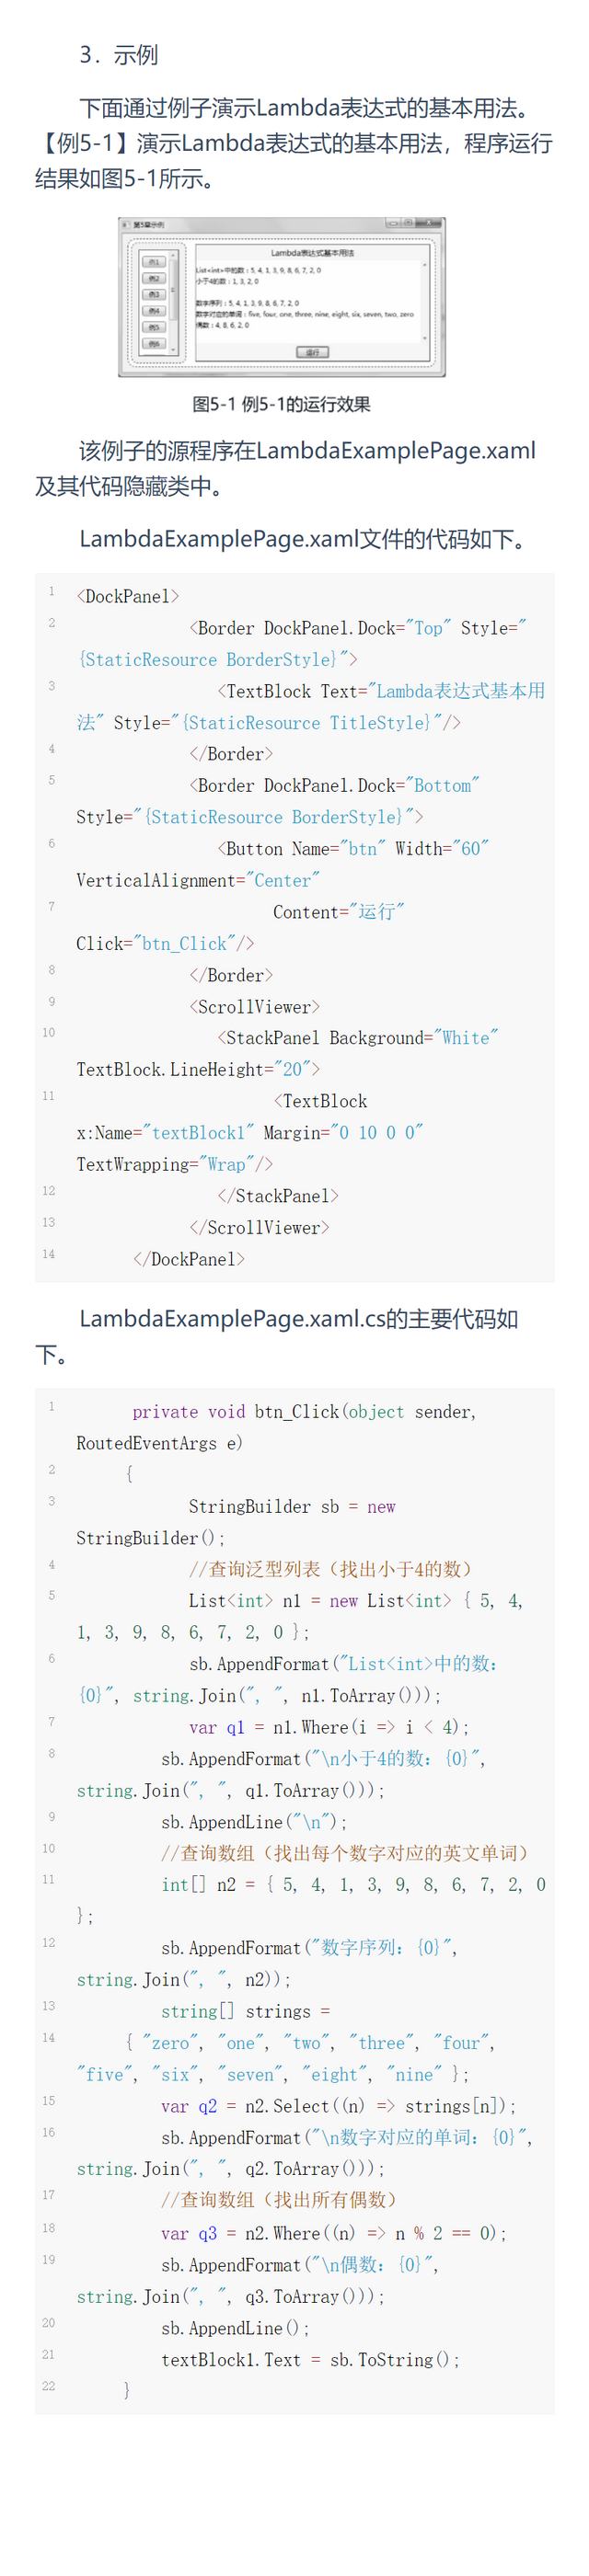 3．示例
下面通过例子演示Lambda表达式的基本用法。
【例5-1】演示Lambda表达式的基本用法，程序运行
结果如图5-1所示。
第5章示例
Lambda表达式基本用法
例1
例2
例3
例4
例5
例6
List<int>中的数：5, 4, 1, 3, 9, 8, 6, 7, 2, 0
小于4的数：1, 3, 2, 0
数字序列：5, 4, 1, 3, 9, 8, 6, 7, 2, 0
数字对应的单词：five, four, one, three, nine, eight, six, seven, two, zero
偶数：4, 8, 6, 2, 0
运行
图5-1 例5-1的运行效果
该例子的源程序在LambdaExamplePage.xaml
及其代码隐藏类中。
LambdaExamplePage.xaml文件的代码如下。
1 <DockPanel>
2 <Border DockPanel.Dock="Top" Style="
{StaticResource BorderStyle}">
3 <TextBlock Text="Lambda表达式基本用
法" Style="{StaticResource TitleStyle}"/>
4 </Border>
5 <Border DockPanel.Dock="Bottom"
Style="{StaticResource BorderStyle}">
6 <Button Name="btn" Width="60"
VerticalAlignment="Center"
7 Content="运行"
Click="btn_Click"/>
8 </Border>
9 <ScrollViewer>
10 <StackPanel Background="White"
TextBlock.LineHeight="20">
11 <TextBlock
x:Name="textBlock1" Margin="0 10 0 0"
TextWrapping="Wrap"/>
12 </StackPanel>
13 </ScrollViewer>
14 </DockPanel>
LambdaExamplePage.xaml.cs的主要代码如
下。
1 private void btn_Click(object sender,
RoutedEventArgs e)
2 {
3 StringBuilder sb = new
StringBuilder();
4 //查询泛型列表（找出小于4的数）
5 List<int> n1 = new List<int> { 5, 4,
1, 3, 9, 8, 6, 7, 2, 0 };
6 sb.AppendFormat("List<int>中的数：
{0}", string.Join(", ", n1.ToArray()));
7 var q1 = n1.Where(i => i < 4);
8 sb.AppendFormat("\n小于4的数：{0}",
string.Join(", ", q1.ToArray()));
9 sb.AppendLine("\n");
10 //查询数组（找出每个数字对应的英文单词）
11 int[] n2 = { 5, 4, 1, 3, 9, 8, 6, 7, 2, 0
};
12 sb.AppendFormat("数字序列：{0}",
string.Join(", ", n2));
13 string[] strings =
14 { "zero", "one", "two", "three", "four",
"five", "six", "seven", "eight", "nine" };
15 var q2 = n2.Select((n) => strings[n]);
16 sb.AppendFormat("\n数字对应的单词：{0}",
string.Join(", ", q2.ToArray()));
17 //查询数组（找出所有偶数）
18 var q3 = n2.Where((n) => n % 2 == 0);
19 sb.AppendFormat("\n偶数：{0}",
string.Join(", ", q3.ToArray()));
20 sb.AppendLine();
21 textBlock1.Text = sb.ToString();
22 }